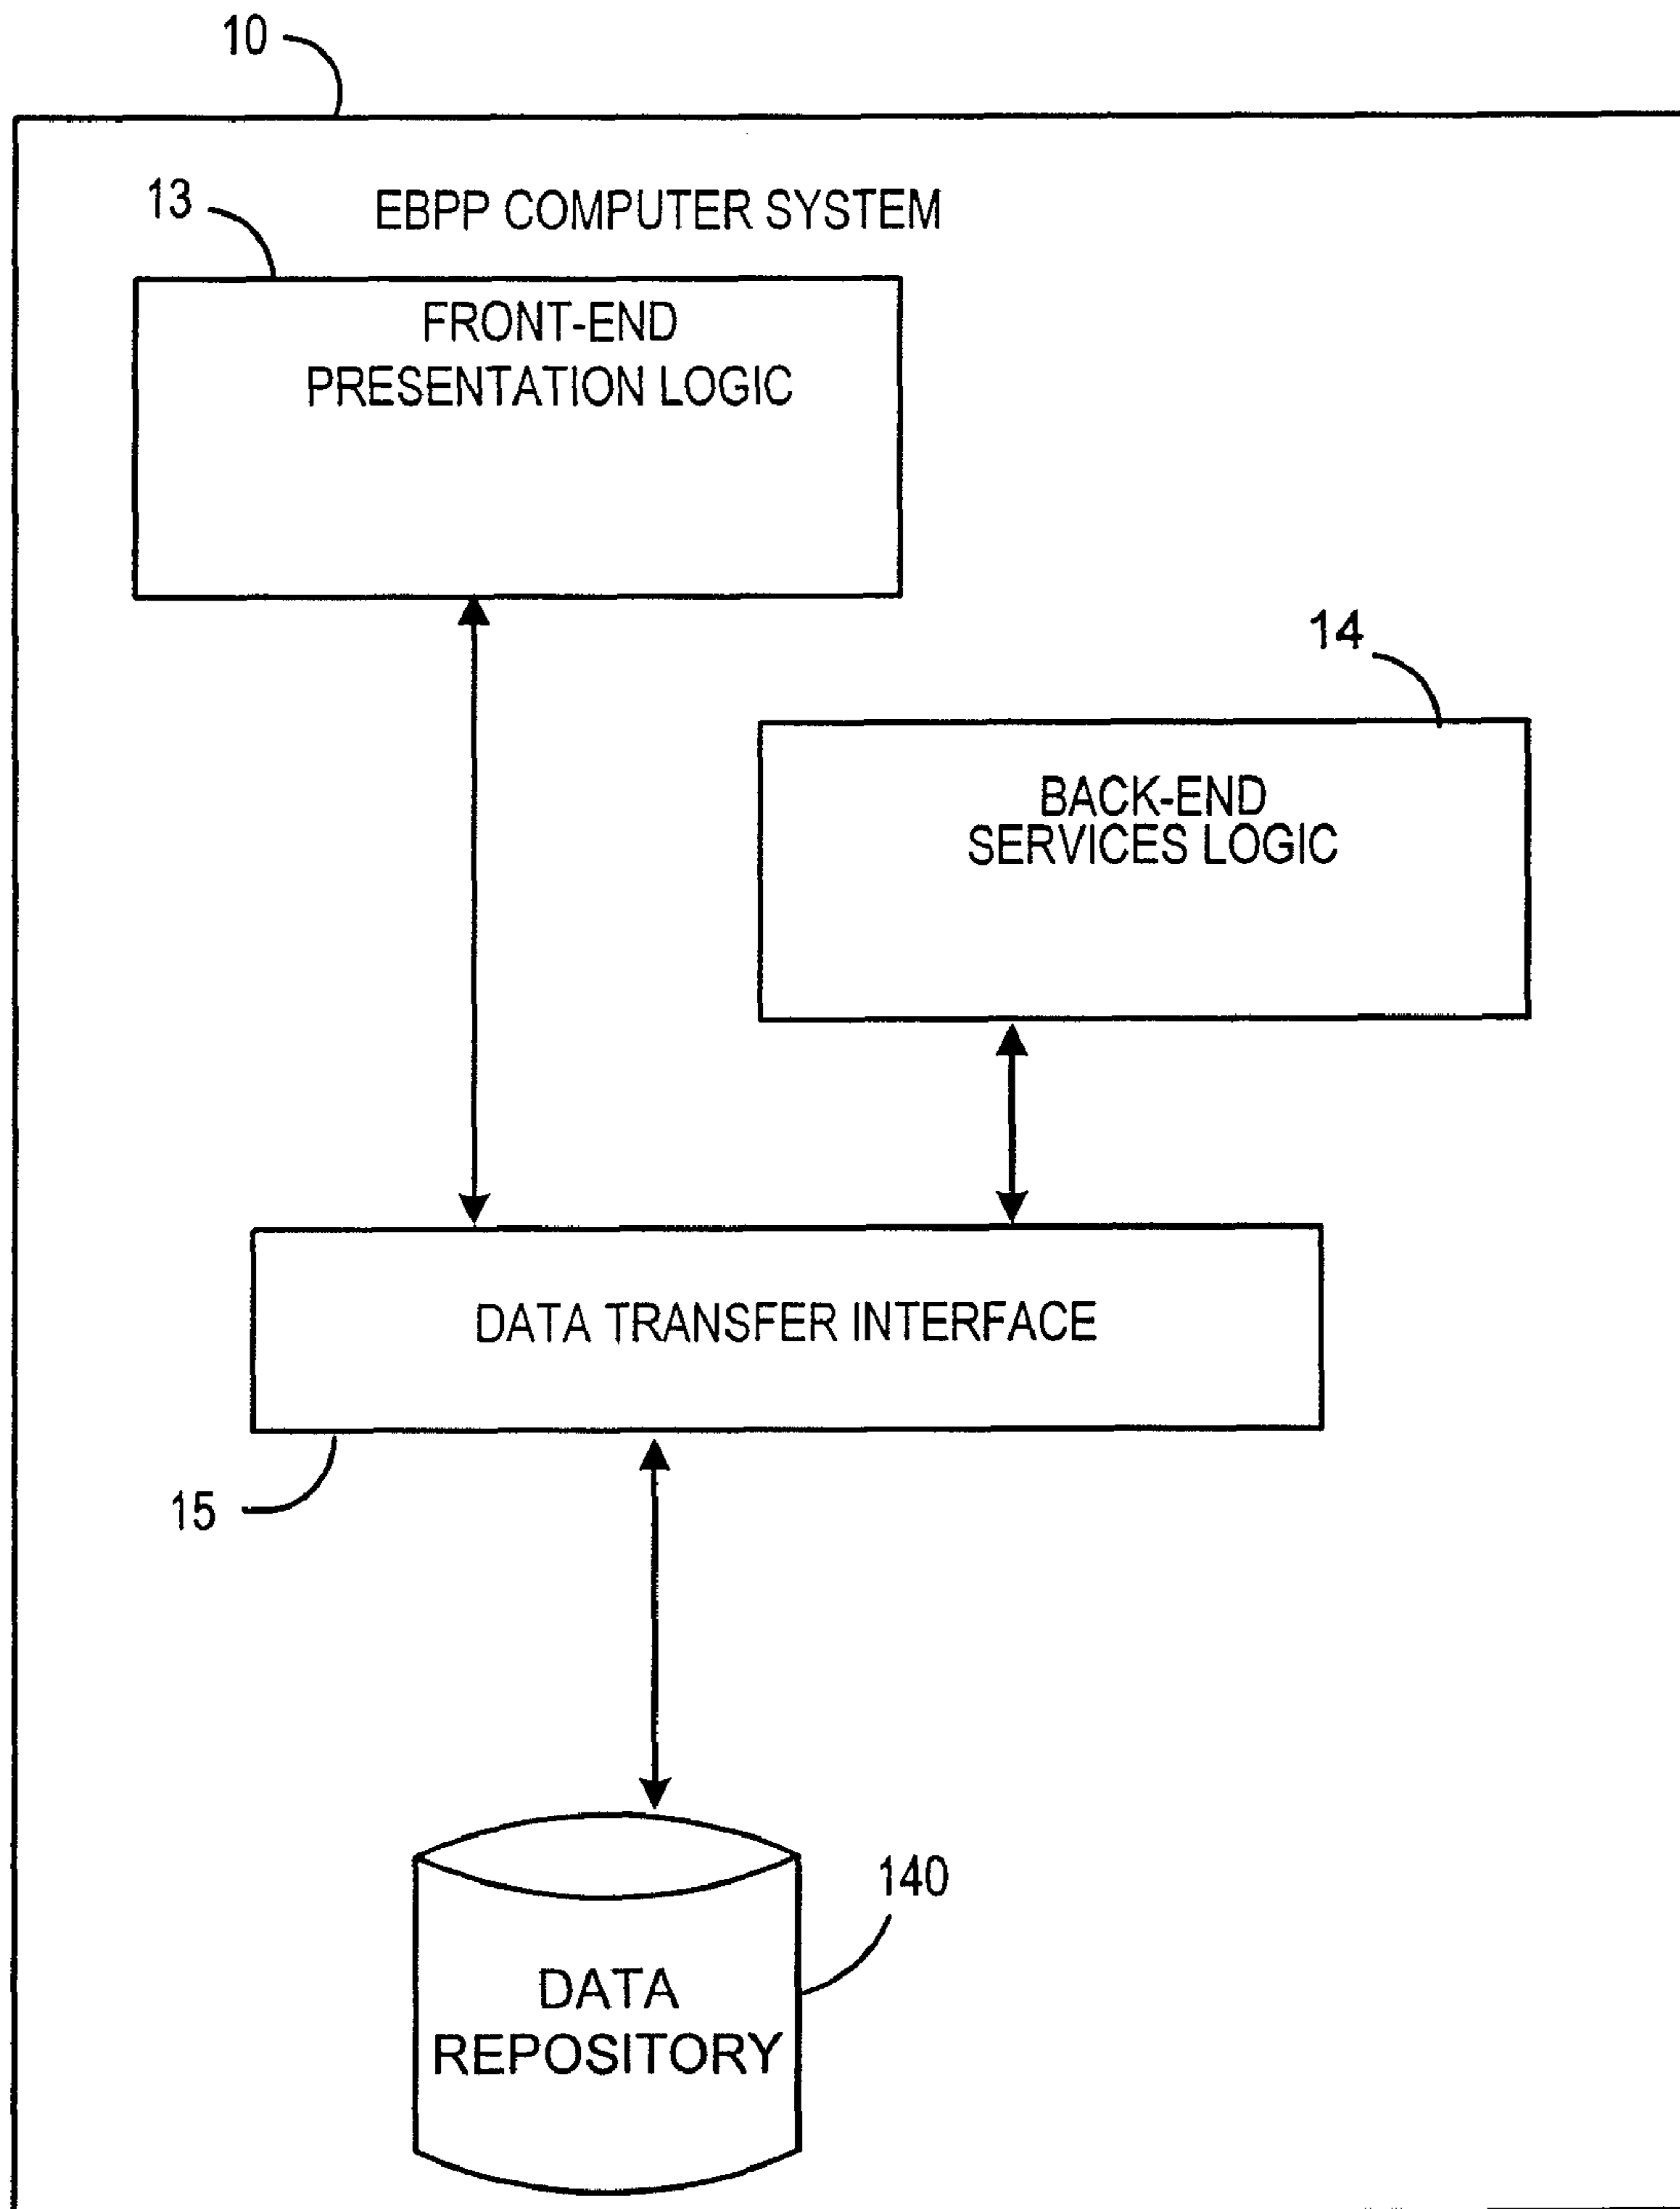 10
13
EBPP COMPUTER SYSTEM
FRONT-END
PRESENTATION LOGIC
14
BACK-END
SERVICES LOGIC
DATA TRANSFER INTERFACE
15
140
DATA
REPOSITORY